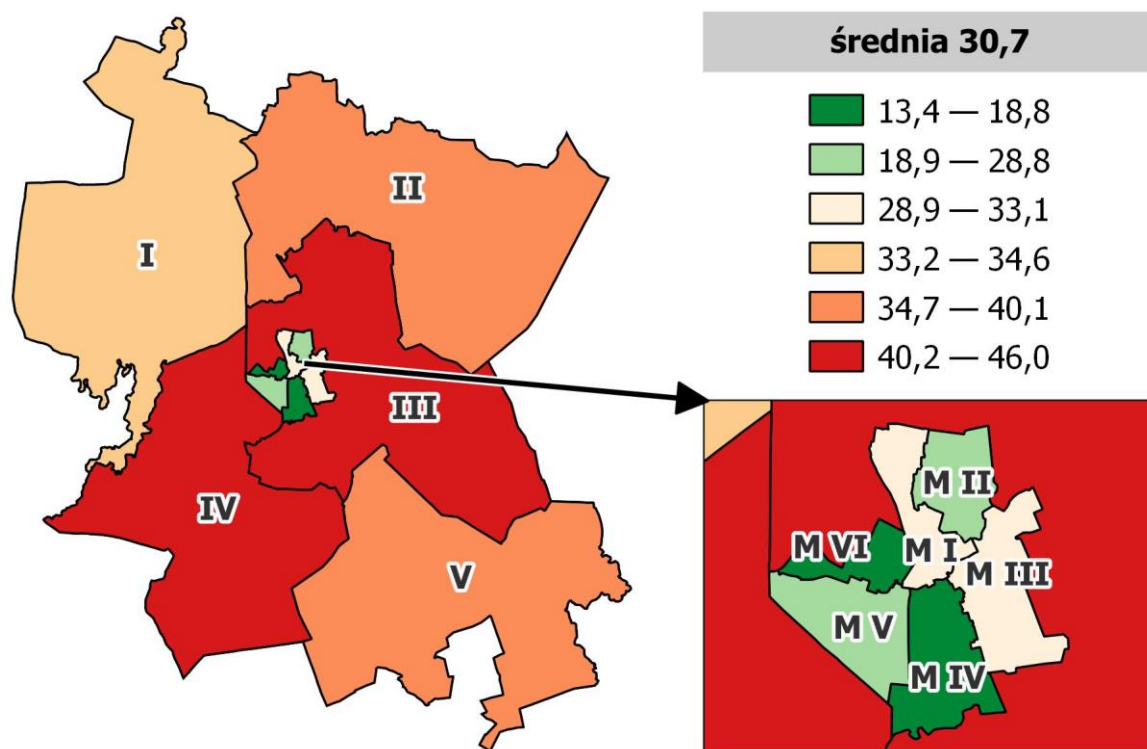 średnia 30,7
13,4 — 18,8
18,9 — 28,8
28,9 — 33,1
33,2 — 34,6
34,7 — 40,1
40,2 — 46,0
I
II
III
IV
V
M II
M VI
M I
M III
M V
M IV